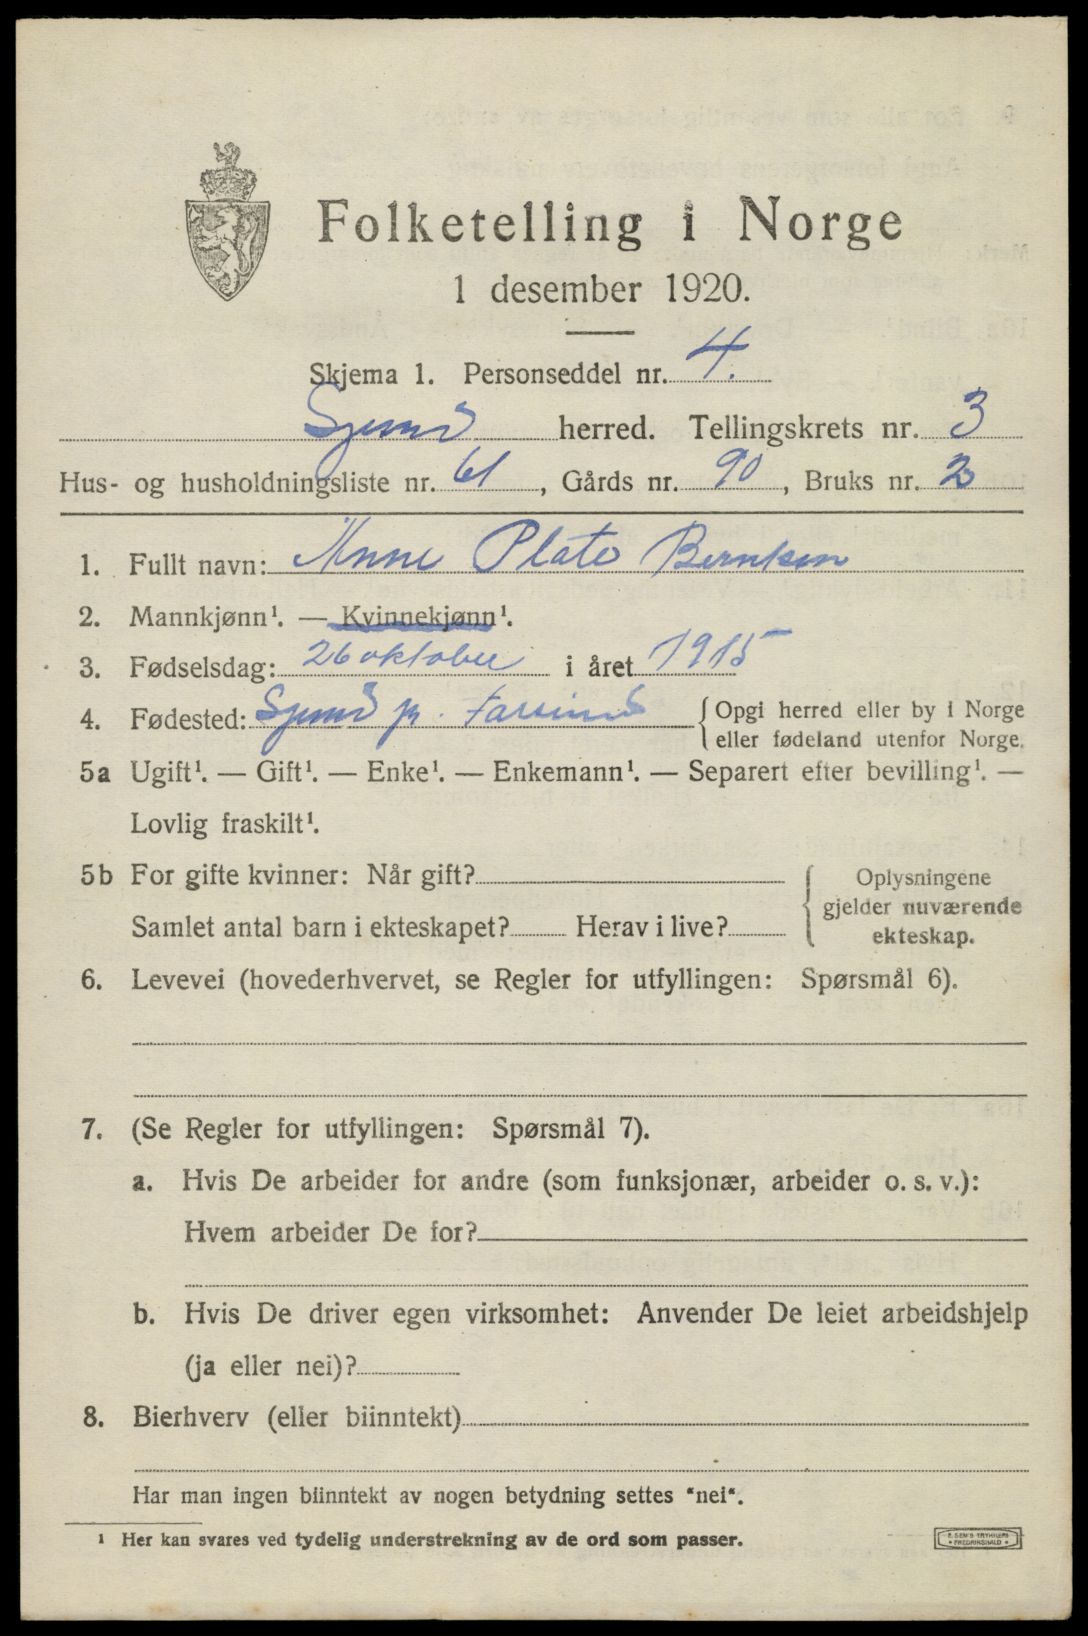 Folketelling i Norge
1 desember 1920.
Skjema 1. Personseddel nr. 4.
herred. Tellingskrets nr. 3
Hus- og husholdningsliste nr. 61, Gårds nr. 90, Bruks nr. 2
1. Fullt navn: Anne Plate Berntsen
2. Mannkjønn¹. — Kvinnekjønn¹.
3. Fødselsdag: 26 oktober i året 1915
4. Fødested: { Opgi herred eller by i Norge
eller fødeland utenfor Norge.
5a Ugift¹. — Gift¹. — Enke¹. — Enkemann¹. — Separert efter bevilling¹. —
Lovlig fraskilt¹.
5b For gifte kvinner: Når gift? { Oplysningene
gjelder nuværende
ekteskap.
Samlet antal barn i ekteskapet? Herav i live?
6. Levevei (hovederhvervet, se Regler for utfyllingen: Spørsmål 6).
7. (Se Regler for utfyllingen: Spørsmål 7).
a. Hvis De arbeider for andre (som funksjonær, arbeider o. s. v.):
Hvem arbeider De for?
b. Hvis De driver egen virksomhet: Anvender De leiet arbeidshjelp
(ja eller nei)?
8. Bierhverv (eller biinntekt)
Har man ingen biinntekt av nogen betydning settes "nei".
¹ Her kan svares ved tydelig understrekning av de ord som passer.